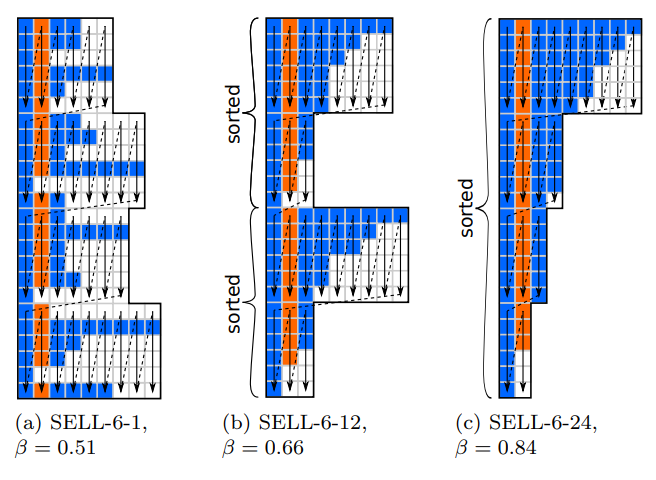 sorted
sorted
sorted
(a) SELL-6-1,
β = 0.51
(b) SELL-6-12,
β = 0.66
(c) SELL-6-24,
β = 0.84